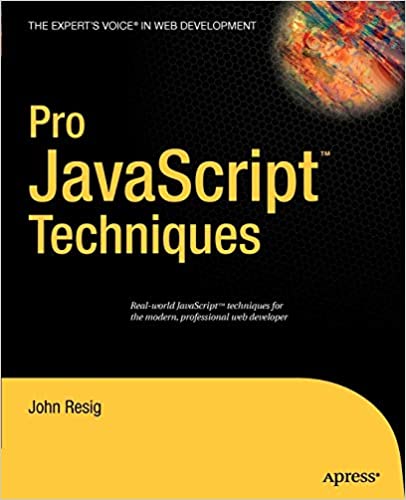 THE EXPERT'S VOICE® IN WEB DEVELOPMENT
Pro
JavaScript™
Techniques
Real-world JavaScript™ techniques for
the modern, professional web developer
John Resig
Apress®